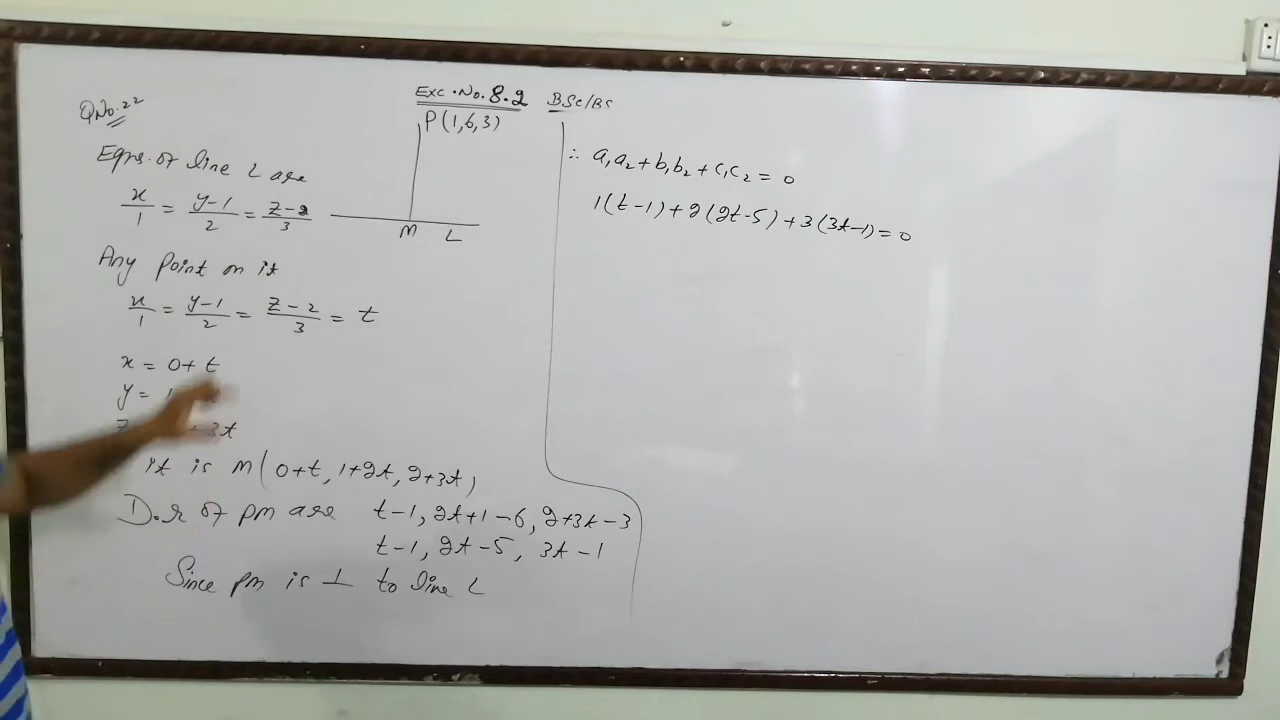 Exc. No. 8.2 BSc/BS
Q No. 22
P(1,6,3)
Eqns. of line L are
x/1 = y-1/2 = z-2/3
M L
Any point on it
x/1 = y-1/2 = z-2/3 = t
x = 0+t
y = 1
3t
it is M(0+t, 1+2t, 2+3t)
D.r of pm are t-1, 2t+1-6, 2+3t-3
t-1, 2t-5, 3t-1
Since pm is ⊥ to line L
∴ a₁a₂ + b₁b₂ + c₁c₂ = 0
1(t-1) + 2(2t-5) + 3(3t-1) = 0